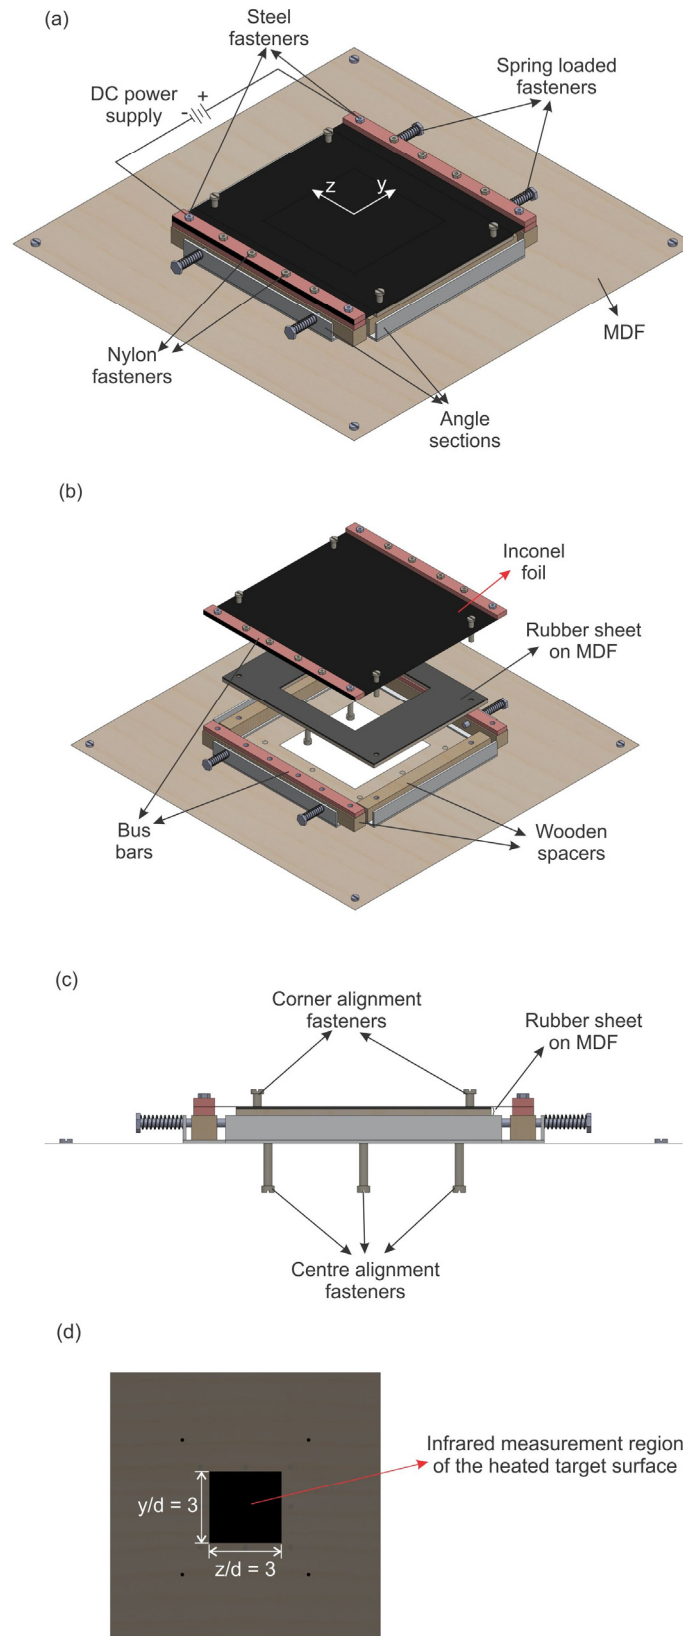 (a)
Steel
fasteners
DC power
supply
+
-
Spring loaded
fasteners
z
y
MDF
Nylon
fasteners
Angle
sections
(b)
Inconel
foil
Rubber sheet
on MDF
Bus
bars
Wooden
spacers
(c)
Corner alignment
fasteners
Rubber sheet
on MDF
Centre alignment
fasteners
(d)
Infrared measurement region
of the heated target surface
y/d = 3
z/d = 3